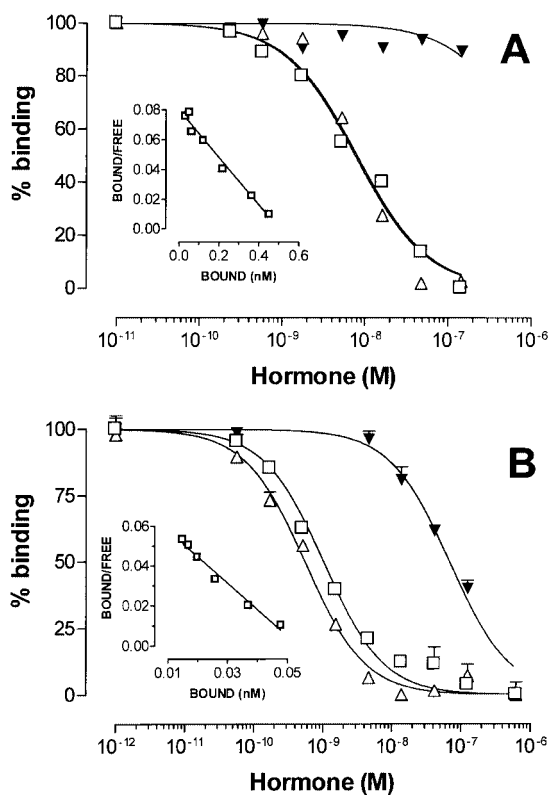 A
% binding
100
80
60
40
20
0
BOUND/FREE
0.08
0.06
0.04
0.02
0.00
0.0 0.2 0.4 0.6
BOUND (nM)
10⁻¹¹ 10⁻¹⁰ 10⁻⁹ 10⁻⁸ 10⁻⁷ 10⁻⁶
Hormone (M)
B
% binding
100
75
50
25
0
BOUND/FREE
0.06
0.04
0.02
0.00
0.01 0.03 0.05
BOUND (nM)
10⁻¹² 10⁻¹¹ 10⁻¹⁰ 10⁻⁹ 10⁻⁸ 10⁻⁷ 10⁻⁶
Hormone (M)